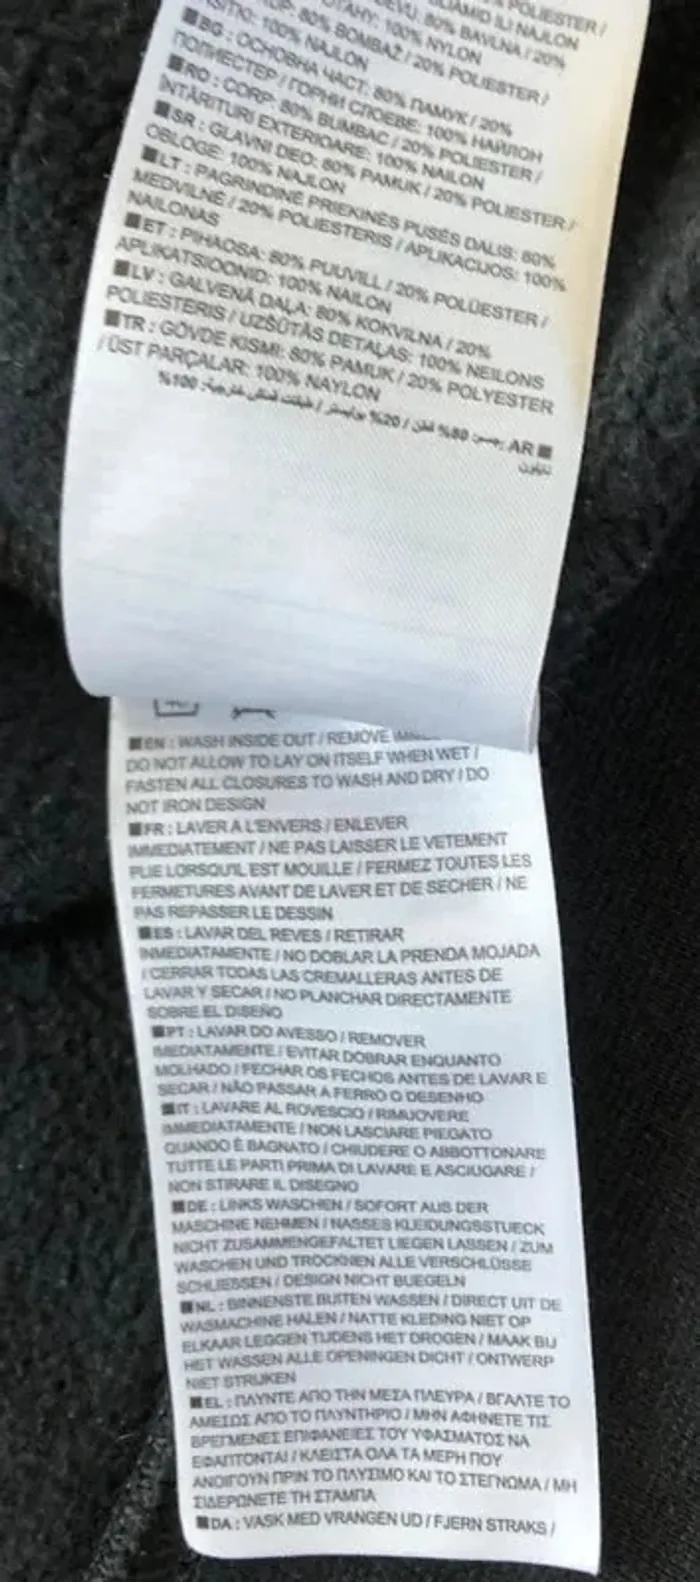 POLIESTER /
GLIAMID ILI NAJLON
DEVU: 80% BAVLNA / 20%
POTAHY: 100% NYLON
80% BOMBAŽ / 20% POLIESTER /
100% NAJLON
■BG : ОСНОВНА ЧАСТ: 80% ПАМУК / 20%
ПОЛИЕСТЕР / ГОРНИ СЛОЕВЕ: 100% НАЙЛОН
■RO : CORP: 80% BUMBAC / 20% POLIESTER /
INTĂRITURI EXTERIOARE: 100% NAILON
■SR : GLAVNI DEO: 80% PAMUK / 20% POLIESTER /
OBLOGE: 100% NAJLON
■LT : PAGRINDINĖ PRIEKINĖS PUSĖS DALIS: 80%
MEDVILNĖ / 20% POLIESTERIS / APLIKACIJOS: 100%
NAILONAS
■ET : PIHAOSA: 80% PUUVILL / 20% POLÜESTER /
APLIKATSIOONID: 100% NAILON
■LV : GALVENĀ DAĻA: 80% KOKVILNA / 20%
POLIESTERIS / UZŠŪTĀS DETAĻAS: 100% NEILONS
■TR : GÖVDE KISMI: 80% PAMUK / 20% POLYESTER
/ ÜST PARÇALAR: 100% NAYLON
■ AR : جسم: 80% قطن / 20% بوليستر / طبقات قماش خارجية: 100%
نايلون
■EN : WASH INSIDE OUT / REMOVE
DO NOT ALLOW TO LAY ON ITSELF WHEN WET /
FASTEN ALL CLOSURES TO WASH AND DRY / DO
NOT IRON DESIGN
■FR : LAVER A L'ENVERS / ENLEVER
IMMEDIATEMENT / NE PAS LAISSER LE VETEMENT
PLIE LORSQU'IL EST MOUILLE / FERMEZ TOUTES LES
FERMETURES AVANT DE LAVER ET DE SECHER / NE
PAS REPASSER LE DESSIN
■ES : LAVAR DEL REVES / RETIRAR
INMEDIATAMENTE / NO DOBLAR LA PRENDA MOJADA
/ CERRAR TODAS LAS CREMALLERAS ANTES DE
LAVAR Y SECAR / NO PLANCHAR DIRECTAMENTE
SOBRE EL DISEÑO
■PT : LAVAR DO AVESSO / REMOVER
IMEDIATAMENTE / EVITAR DOBRAR ENQUANTO
MOLHADO / FECHAR OS FECHOS ANTES DE LAVAR E
SECAR / NÃO PASSAR A FERRO O DESENHO
■IT : LAVARE AL ROVESCIO / RIMUOVERE
IMMEDIATAMENTE / NON LASCIARE PIEGATO
QUANDO È BAGNATO / CHIUDERE O ABBOTTONARE
TUTTE LE PARTI PRIMA DI LAVARE E ASCIUGARE /
NON STIRARE IL DISEGNO
■DE : LINKS WASCHEN / SOFORT AUS DER
MASCHINE NEHMEN / NASSES KLEIDUNGSSTUECK
NICHT ZUSAMMENGEFALTET LIEGEN LASSEN / ZUM
WASCHEN UND TROCKNEN ALLE VERSCHLÜSSE
SCHLIESSEN / DESIGN NICHT BUEGELN
■NL : BINNENSTE BUITEN WASSEN / DIRECT UIT DE
WASMACHINE HALEN / NATTE KLEDING NIET OP
ELKAAR LEGGEN TIJDENS HET DROGEN / MAAK BIJ
HET WASSEN ALLE OPENINGEN DICHT / ONTWERP
NIET STRIJKEN
■EL : ΠΛΥΝΤΕ ΑΠΟ ΤΗΝ ΜΕΣΑ ΠΛΕΥΡΑ / ΒΓΑΛΤΕ ΤΟ
ΑΜΕΣΩΣ ΑΠΟ ΤΟ ΠΛΥΝΤΗΡΙΟ / ΜΗΝ ΑΦΗΝΕΤΕ ΤΙΣ
ΒΡΕΓΜΕΝΕΣ ΕΠΙΦΑΝΕΙΕΣ ΤΟΥ ΥΦΑΣΜΑΤΟΣ ΝΑ
ΕΦΑΠΤΟΝΤΑΙ / ΚΛΕΙΣΤΑ ΟΛΑ ΤΑ ΜΕΡΗ ΠΟΥ
ΑΝΟΙΓΟΥΝ ΠΡΙΝ ΤΟ ΠΛΥΣΙΜΟ ΚΑΙ ΤΟ ΣΤΕΓΝΩΜΑ / ΜΗ
ΣΙΔΕΡΩΝΕΤΕ ΤΗ ΣΤΑΜΠΑ
■DA : VASK MED VRANGEN UD / FJERN STRAKS /